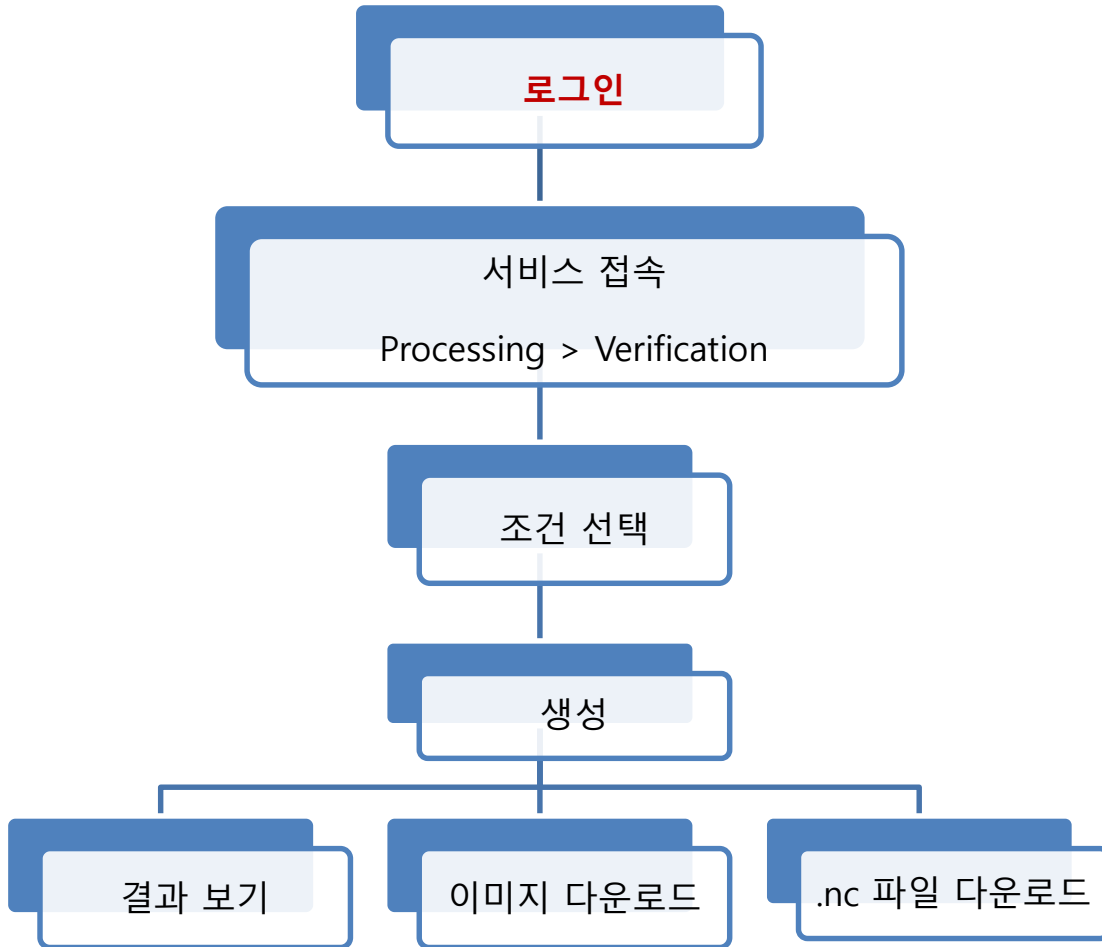 로그인
서비스 접속
Processing > Verification
조건 선택
생성
결과 보기
이미지 다운로드
.nc 파일 다운로드